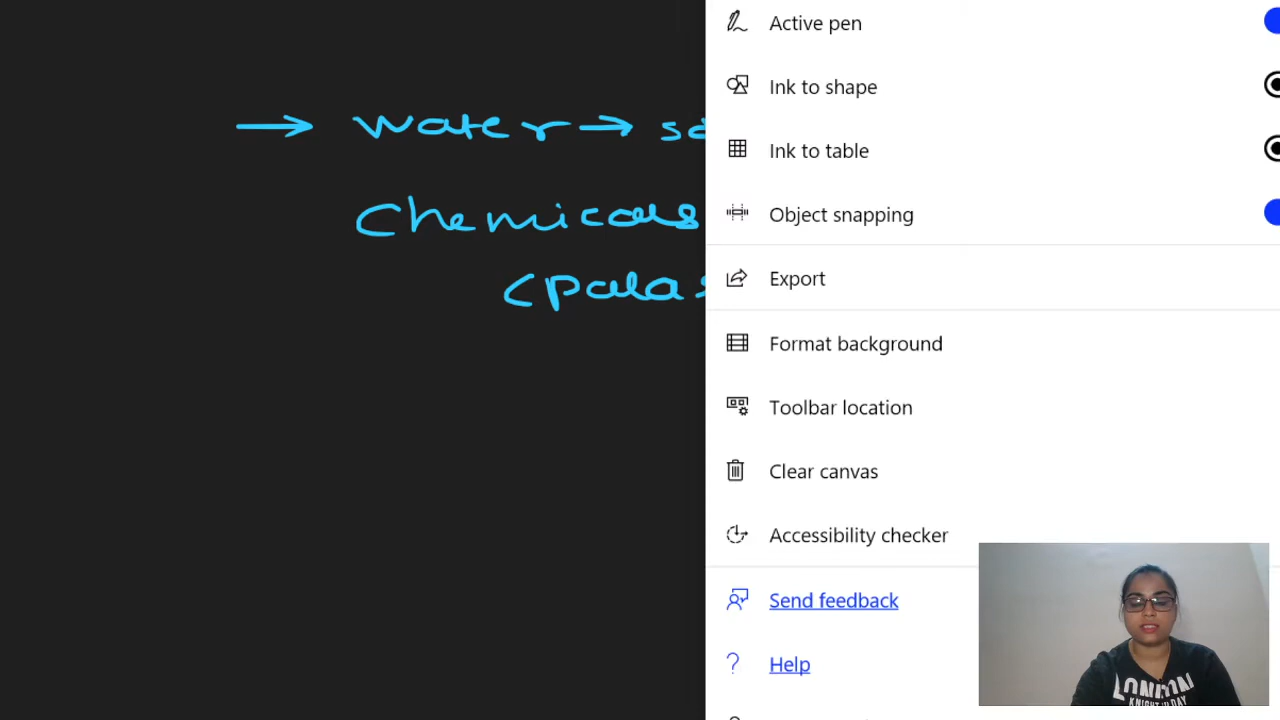 Active pen
Ink to shape
→ water →
Ink to table
Chemicals
Object snapping
Export
Format background
Toolbar location
Clear canvas
Accessibility checker
Send feedback
? Help
LONDON